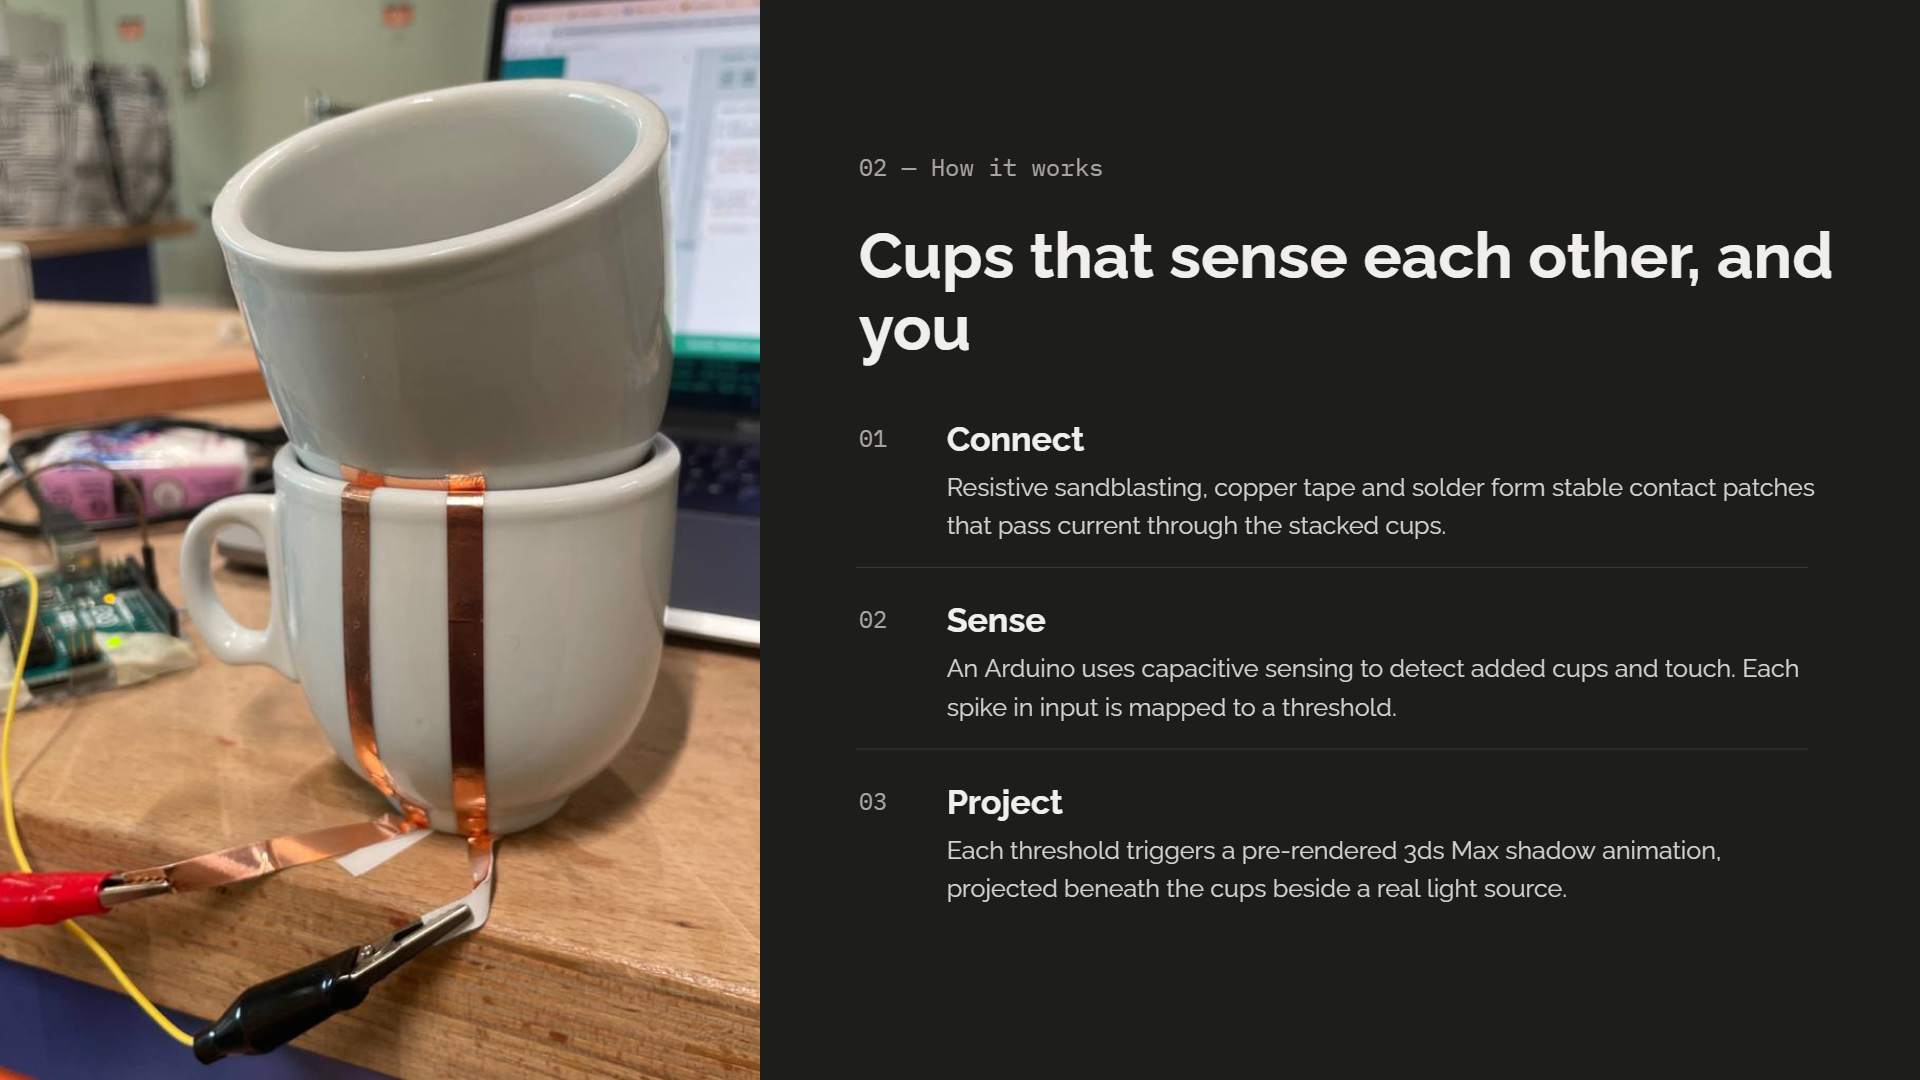 02 — How it works
Cups that sense each other, and
you
01
Connect
Resistive sandblasting, copper tape and solder form stable contact patches
that pass current through the stacked cups.
02
Sense
An Arduino uses capacitive sensing to detect added cups and touch. Each
spike in input is mapped to a threshold.
03
Project
Each threshold triggers a pre-rendered 3ds Max shadow animation,
projected beneath the cups beside a real light source.